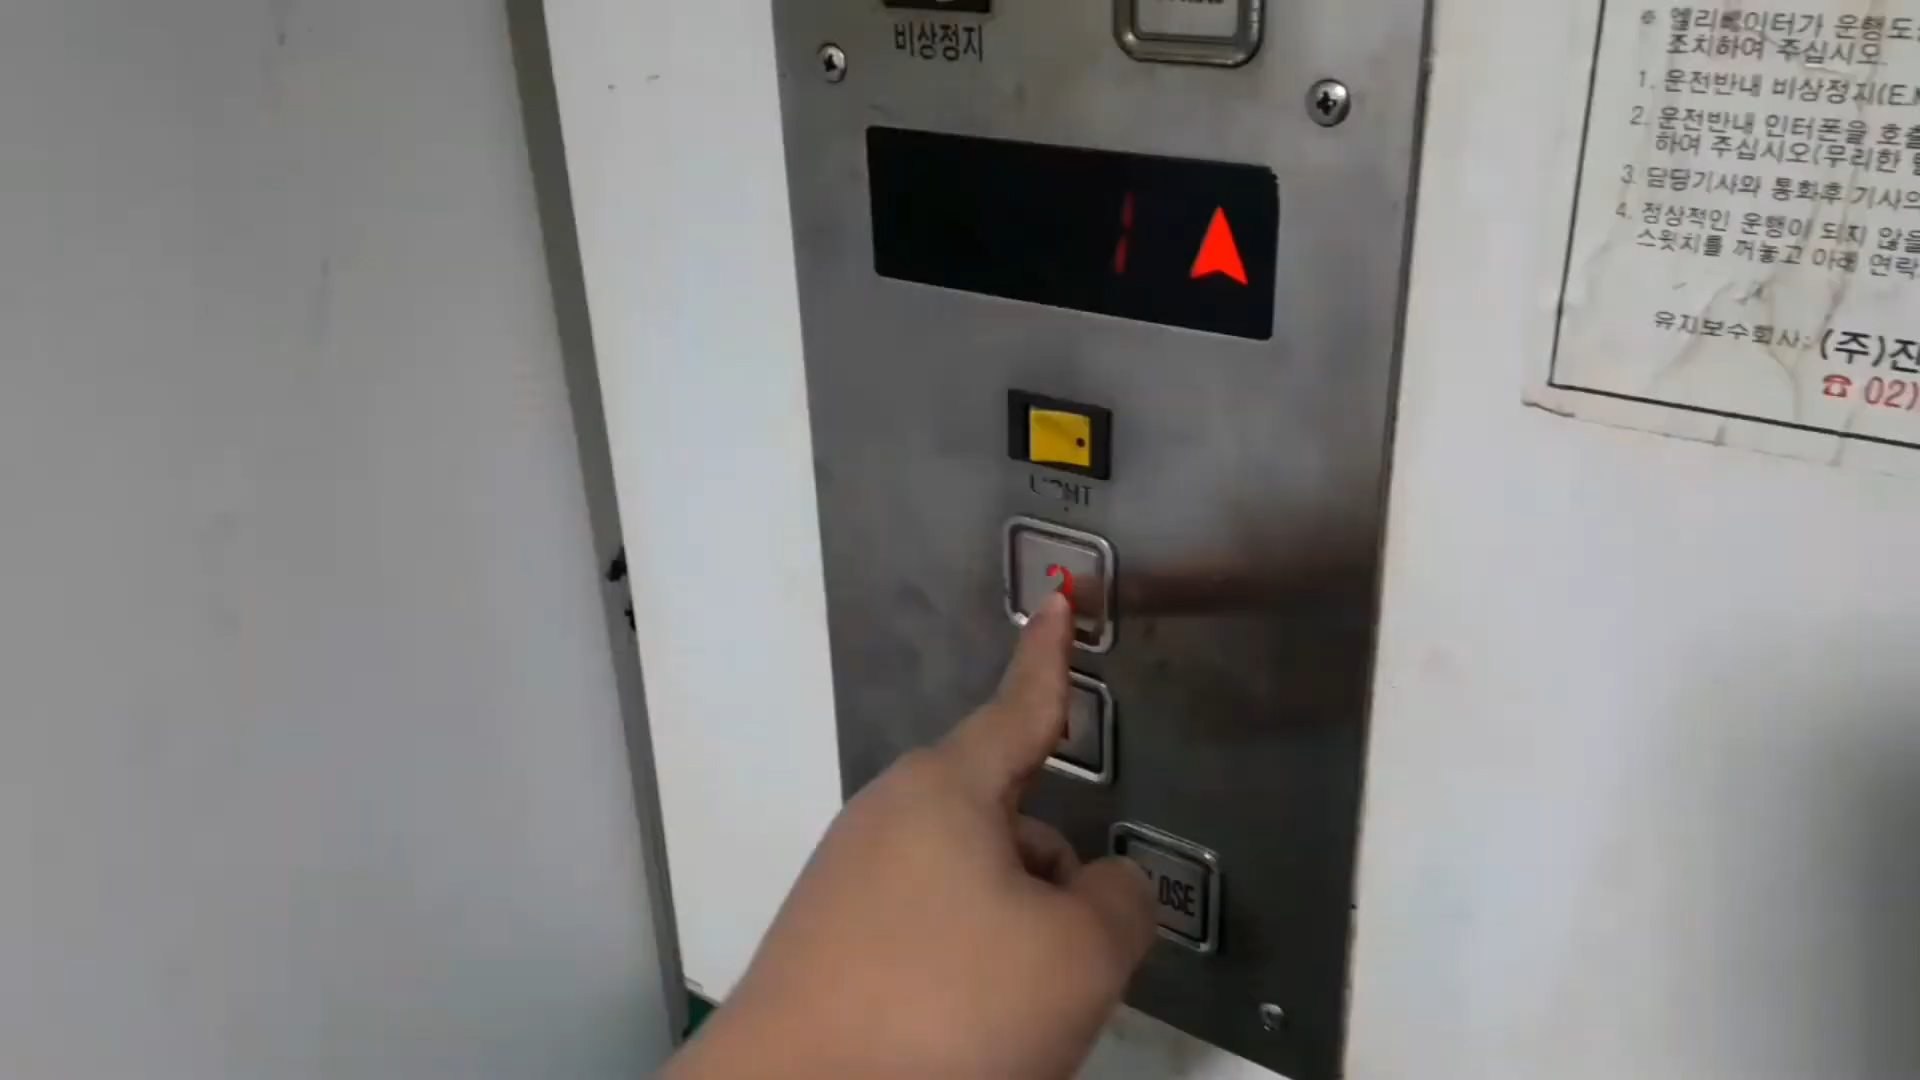 비상정지
1
LIGHT
2
CLOSE
* 엘리베이터가 운행도
조치하여 주십시오.
1. 운전반내 비상정지(E.
2. 운전반내 인터폰을 호출
하여 주십시오(무리한
3. 담당기사와 통화후 기사의
4. 정상적인 운행이 되지 않을
스윗치를 꺼놓고 아래 연락
유지보수회사: (주)진
☎ 02)